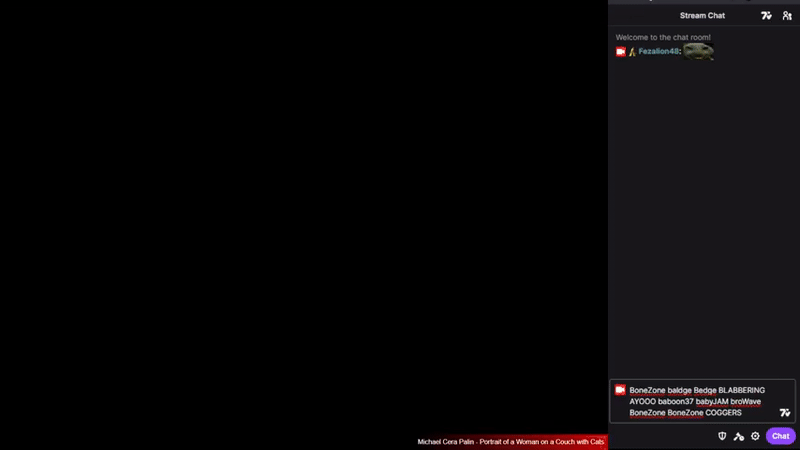 Stream Chat
Welcome to the chat room!
Fezalion48:
BoneZone baldge Bedge BLABBERING
AYOOO baboon37 babyJAM broWave
BoneZone BoneZone COGGERS
Chat
Michael Cera Palin - Portrait of a Woman on a Couch with Cats